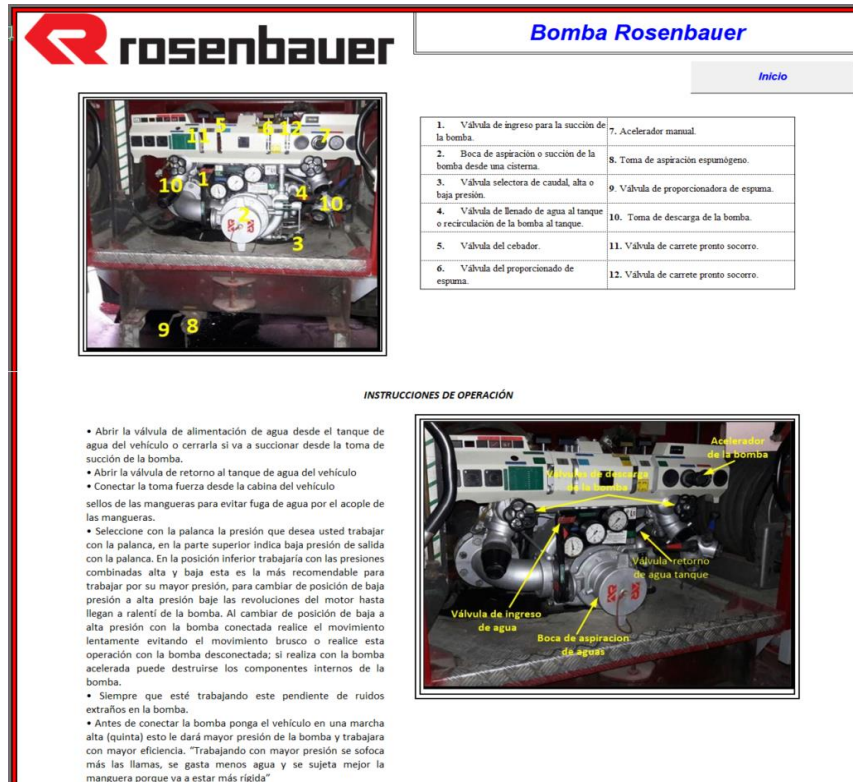 rosenbauer
Bomba Rosenbauer
Inicio
11 5 6 12 7
10 1 4 10
2
3
9 8
1. Válvula de ingreso para la succión de
la bomba.
7. Acelerador manual.
2. Boca de aspiración o succión de la
bomba desde una cisterna.
8. Toma de aspiración espumógeno.
3. Válvula selectora de caudal, alta o
baja presión.
9. Válvula de proporcionadora de espuma.
4. Válvula de llenado de agua al tanque
o recirculación de la bomba al tanque.
10. Toma de descarga de la bomba.
5. Válvula del cebador.
11. Válvula de carrete pronto socorro.
6. Válvula del proporcionado de
espuma.
12. Válvula de carrete pronto socorro.
INSTRUCCIONES DE OPERACIÓN
• Abrir la válvula de alimentación de agua desde el tanque de
agua del vehículo o cerrarla si va a succionar desde la toma de
succión de la bomba.
• Abrir la válvula de retorno al tanque de agua del vehículo
• Conectar la toma fuerza desde la cabina del vehículo
sellos de las mangueras para evitar fuga de agua por el acople de
las mangueras.
• Seleccione con la palanca la presión que desea usted trabajar
con la palanca, en la parte superior indica baja presión de salida
con la palanca. En la posición inferior trabajaría con las presiones
combinadas alta y baja esta es la más recomendable para
trabajar por su mayor presión, para cambiar de posición de baja
presión a alta presión baje las revoluciones del motor hasta
llegan a ralentí de la bomba. Al cambiar de posición de baja a
alta presión con la bomba conectada realice el movimiento
lentamente evitando el movimiento brusco o realice esta
operación con la bomba desconectada; si realiza con la bomba
acelerada puede destruirse los componentes internos de la
bomba.
• Siempre que esté trabajando este pendiente de ruidos
extraños en la bomba.
• Antes de conectar la bomba ponga el vehículo en una marcha
alta (quinta) esto le dará mayor presión de la bomba y trabajara
con mayor eficiencia. "Trabajando con mayor presión se sofoca
más las llamas, se gasta menos agua y se sujeta mejor la
manguera porque va a estar más rígida"
Acelerador
de la bomba
Válvulas de descarga
de la bomba
Válvula retorno
de agua tanque
Válvula de ingreso
de agua
Boca de aspiracion
de aguas